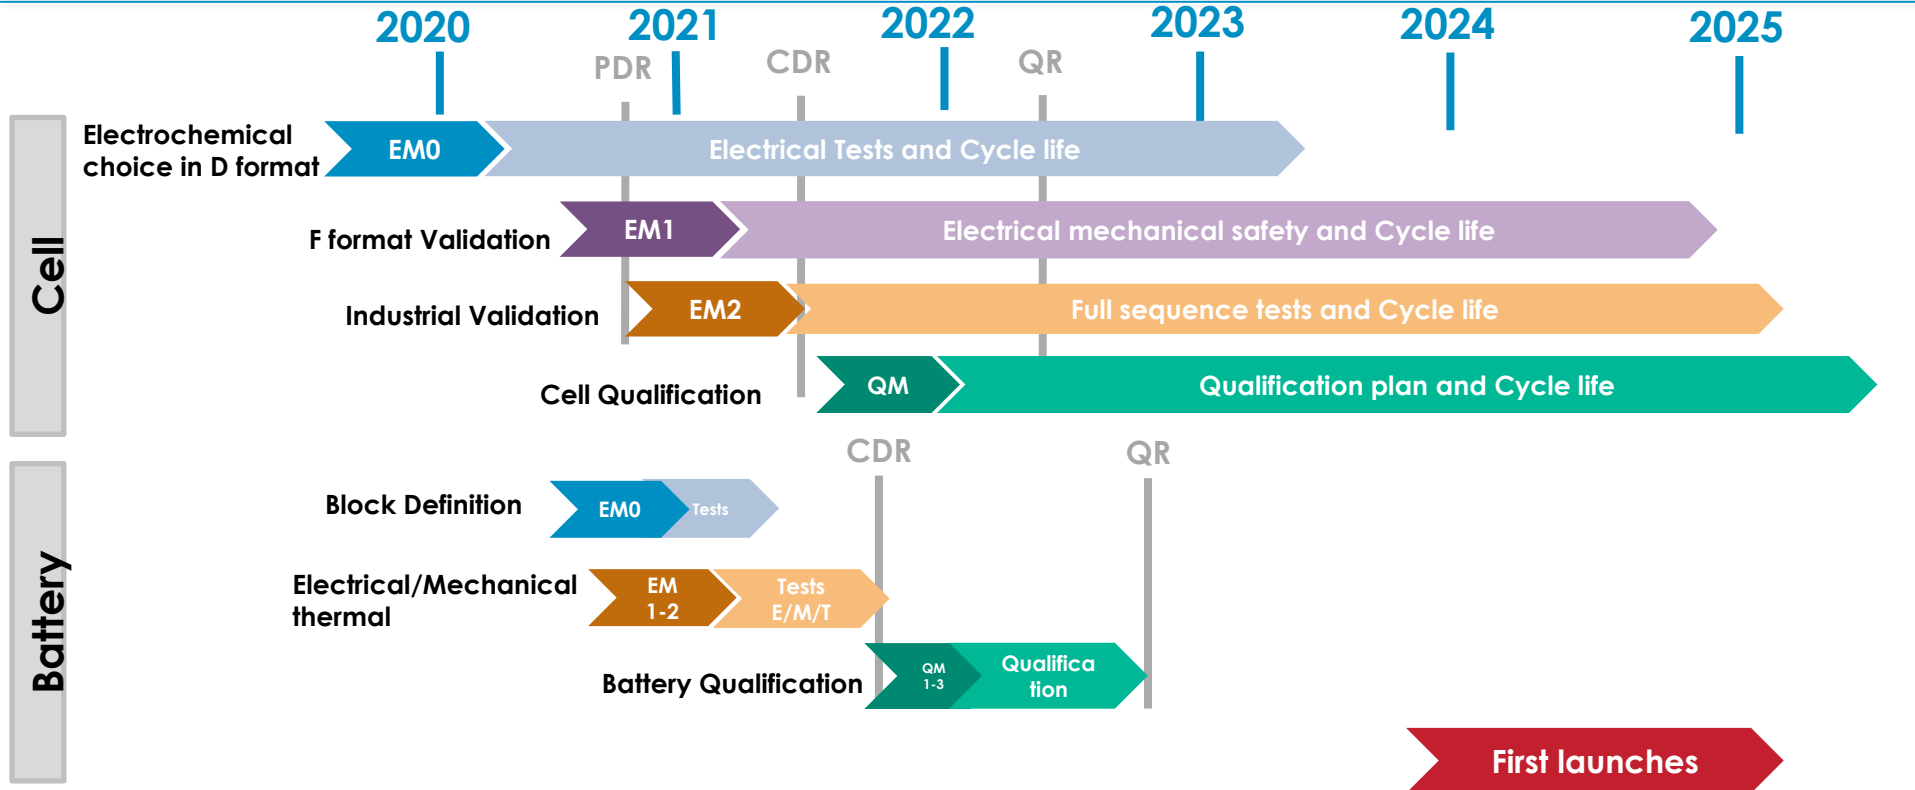 2020
2021
2022
2023
2024
2025
PDR
CDR
QR
Cell
Electrochemical
choice in D format
EM0
Electrical Tests and Cycle life
F format Validation
EM1
Electrical mechanical safety and Cycle life
Industrial Validation
EM2
Full sequence tests and Cycle life
Cell Qualification
QM
Qualification plan and Cycle life
CDR
QR
Battery
Block Definition
EM0
Tests
Electrical/Mechanical
thermal
EM
1-2
Tests
E/M/T
Battery Qualification
QM
1-3
Qualifica
tion
First launches